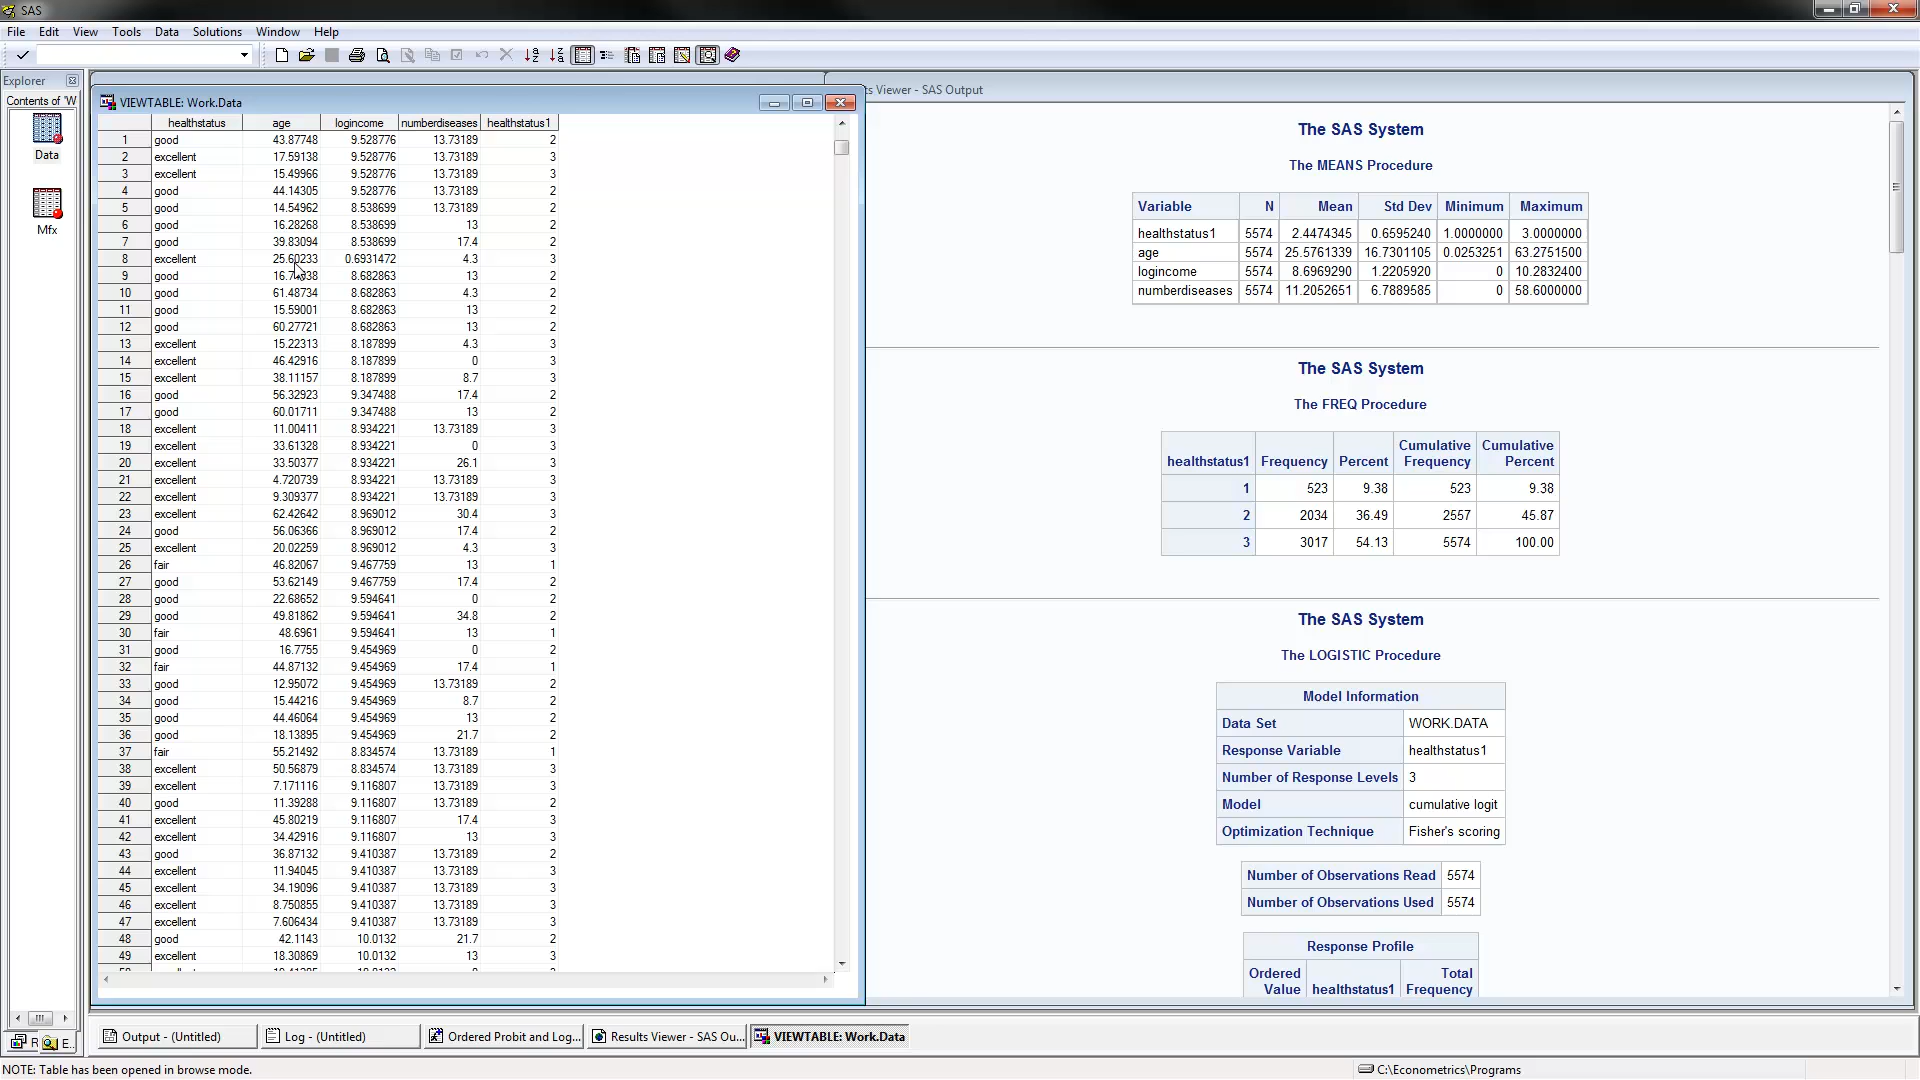 SAS
File Edit View Tools Data Solutions Window Help
Explorer
Contents of 'W
Data
Mfx
VIEWTABLE: Work.Data
healthstatus age logincome numberdiseases healthstatus1
1 good 43.87748 9.528776 13.73189 2
2 excellent 17.59138 9.528776 13.73189 3
3 excellent 15.49966 9.528776 13.73189 3
4 good 44.14305 9.528776 13.73189 2
5 good 14.54962 8.538699 13.73189 2
6 good 16.28268 8.538699 13 2
7 good 39.83094 8.538699 17.4 2
8 excellent 25.60233 0.6931472 4.3 3
9 good 8.682863 13 2
10 good 61.48734 8.682863 4.3 2
11 good 15.59001 8.682863 13 2
12 good 60.27721 8.682863 13 2
13 excellent 15.22313 8.187899 4.3 3
14 excellent 46.42916 8.187899 0 3
15 excellent 38.11157 8.187899 8.7 3
16 good 56.32923 9.347488 17.4 2
17 good 60.01711 9.347488 13 2
18 excellent 11.00411 8.934221 13.73189 3
19 excellent 33.61328 8.934221 0 3
20 excellent 33.50377 8.934221 26.1 3
21 excellent 4.720739 8.934221 13.73189 3
22 excellent 9.309377 8.934221 13.73189 3
23 excellent 62.42642 8.969012 30.4 3
24 good 56.06366 8.969012 17.4 2
25 excellent 20.02259 8.969012 4.3 3
26 fair 46.82067 9.467759 13 1
27 good 53.62149 9.467759 17.4 2
28 good 22.68652 9.594641 0 2
29 good 49.81862 9.594641 34.8 2
30 fair 48.6961 9.594641 13 1
31 good 16.7755 9.454969 0 2
32 fair 44.87132 9.454969 17.4 1
33 good 12.95072 9.454969 13.73189 2
34 good 15.44216 9.454969 8.7 2
35 good 44.46064 9.454969 13 2
36 good 18.13895 9.454969 21.7 2
37 fair 55.21492 8.834574 13.73189 1
38 excellent 50.56879 8.834574 13.73189 3
39 excellent 7.171116 9.116807 13.73189 3
40 good 11.39288 9.116807 13.73189 2
41 excellent 45.80219 9.116807 17.4 3
42 excellent 34.42916 9.116807 13 3
43 good 36.87132 9.410387 13.73189 2
44 excellent 11.94045 9.410387 13.73189 3
45 excellent 34.19096 9.410387 13.73189 3
46 excellent 8.750855 9.410387 13.73189 3
47 excellent 7.606434 9.410387 13.73189 3
48 good 42.1143 10.0132 21.7 2
49 excellent 18.30869 10.0132 13 3
ts Viewer - SAS Output
The SAS System
The MEANS Procedure
Variable N Mean Std Dev Minimum Maximum
healthstatus1 5574 2.4474345 0.6595240 1.0000000 3.0000000
age 5574 25.5761339 16.7301105 0.0253251 63.2751500
logincome 5574 8.6969290 1.2205920 0 10.2832400
numberdiseases 5574 11.2052651 6.7889585 0 58.6000000
The SAS System
The FREQ Procedure
healthstatus1 Frequency Percent Cumulative Frequency Cumulative Percent
1 523 9.38 523 9.38
2 2034 36.49 2557 45.87
3 3017 54.13 5574 100.00
The SAS System
The LOGISTIC Procedure
Model Information
Data Set WORK.DATA
Response Variable healthstatus1
Number of Response Levels 3
Model cumulative logit
Optimization Technique Fisher's scoring
Number of Observations Read 5574
Number of Observations Used 5574
Response Profile
Ordered Value healthstatus1 Total Frequency
R E...
Output - (Untitled) Log - (Untitled) Ordered Probit and Log... Results Viewer - SAS Ou... VIEWTABLE: Work.Data
NOTE: Table has been opened in browse mode. C:\Econometrics\Programs